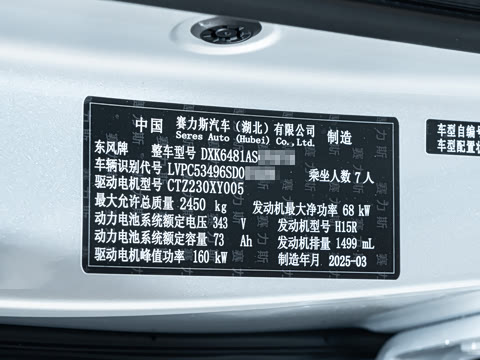 中国 赛力斯汽车(湖北)有限公司 制造
Seres Auto (Hubei) Co.,Ltd.
东风牌 整车型号 DXK6481AS
车辆识别代号 LVPC53496SD0 乘坐人数 7人
驱动电机型号 CTZ230XY005
最大允许总质量 2450 kg 发动机最大净功率 68 kW
动力电池系统额定电压 343 V 发动机型号 H15R
动力电池系统额定容量 73 Ah 发动机排量 1499 mL
驱动电机峰值功率 160 kW 制造年月 2025-03
车型自编
车型配置